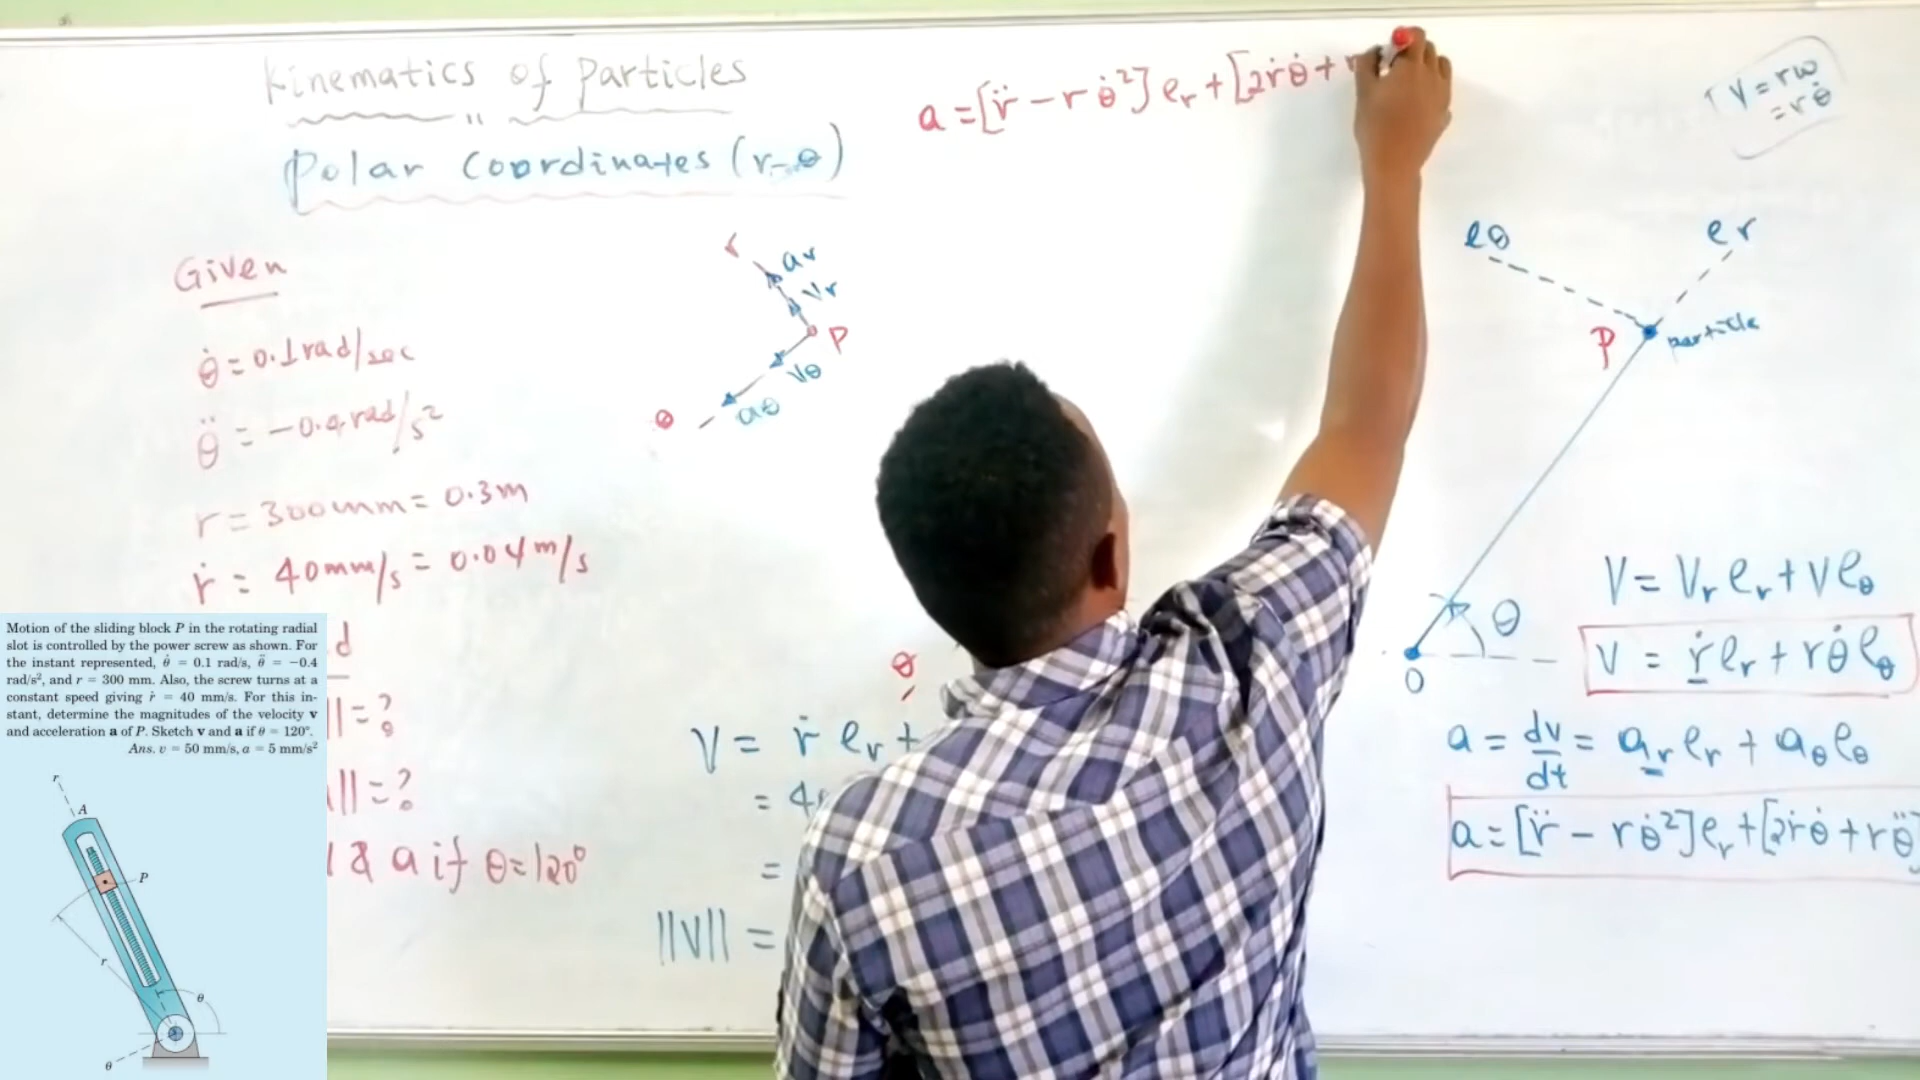 Kinematics of Particles
Polar Coordinates (r-θ)
Given
θ̇ = 0.1 rad/sec
θ̈ = -0.4 rad/s²
r = 300mm = 0.3m
ṙ = 40mm/s = 0.04 m/s
d
|| = ?
|| = ?
& a if θ = 120°
r
ar
Vr
P
Vθ
aθ
θ
a = [r̈ - r θ̇²] er + [2ṙθ̇ +
θ
V = ṙ er +
= 4
=
||V|| =
V = rω
= rθ̇
eθ
er
P
particle
θ
O
V = Vr er + V eθ
V = ṙ er + rθ̇ eθ
a = dv/dt = ar er + aθ eθ
a = [r̈ - rθ̇²] er + [2ṙθ̇ + rθ̈]
Motion of the sliding block P in the rotating radial
slot is controlled by the power screw as shown. For
the instant represented, θ̇ = 0.1 rad/s, θ̈ = −0.4
rad/s², and r = 300 mm. Also, the screw turns at a
constant speed giving ṙ = 40 mm/s. For this in-
stant, determine the magnitudes of the velocity v
and acceleration a of P. Sketch v and a if θ = 120°.
Ans. v = 50 mm/s, a = 5 mm/s²
r
A
P
r
θ
θ